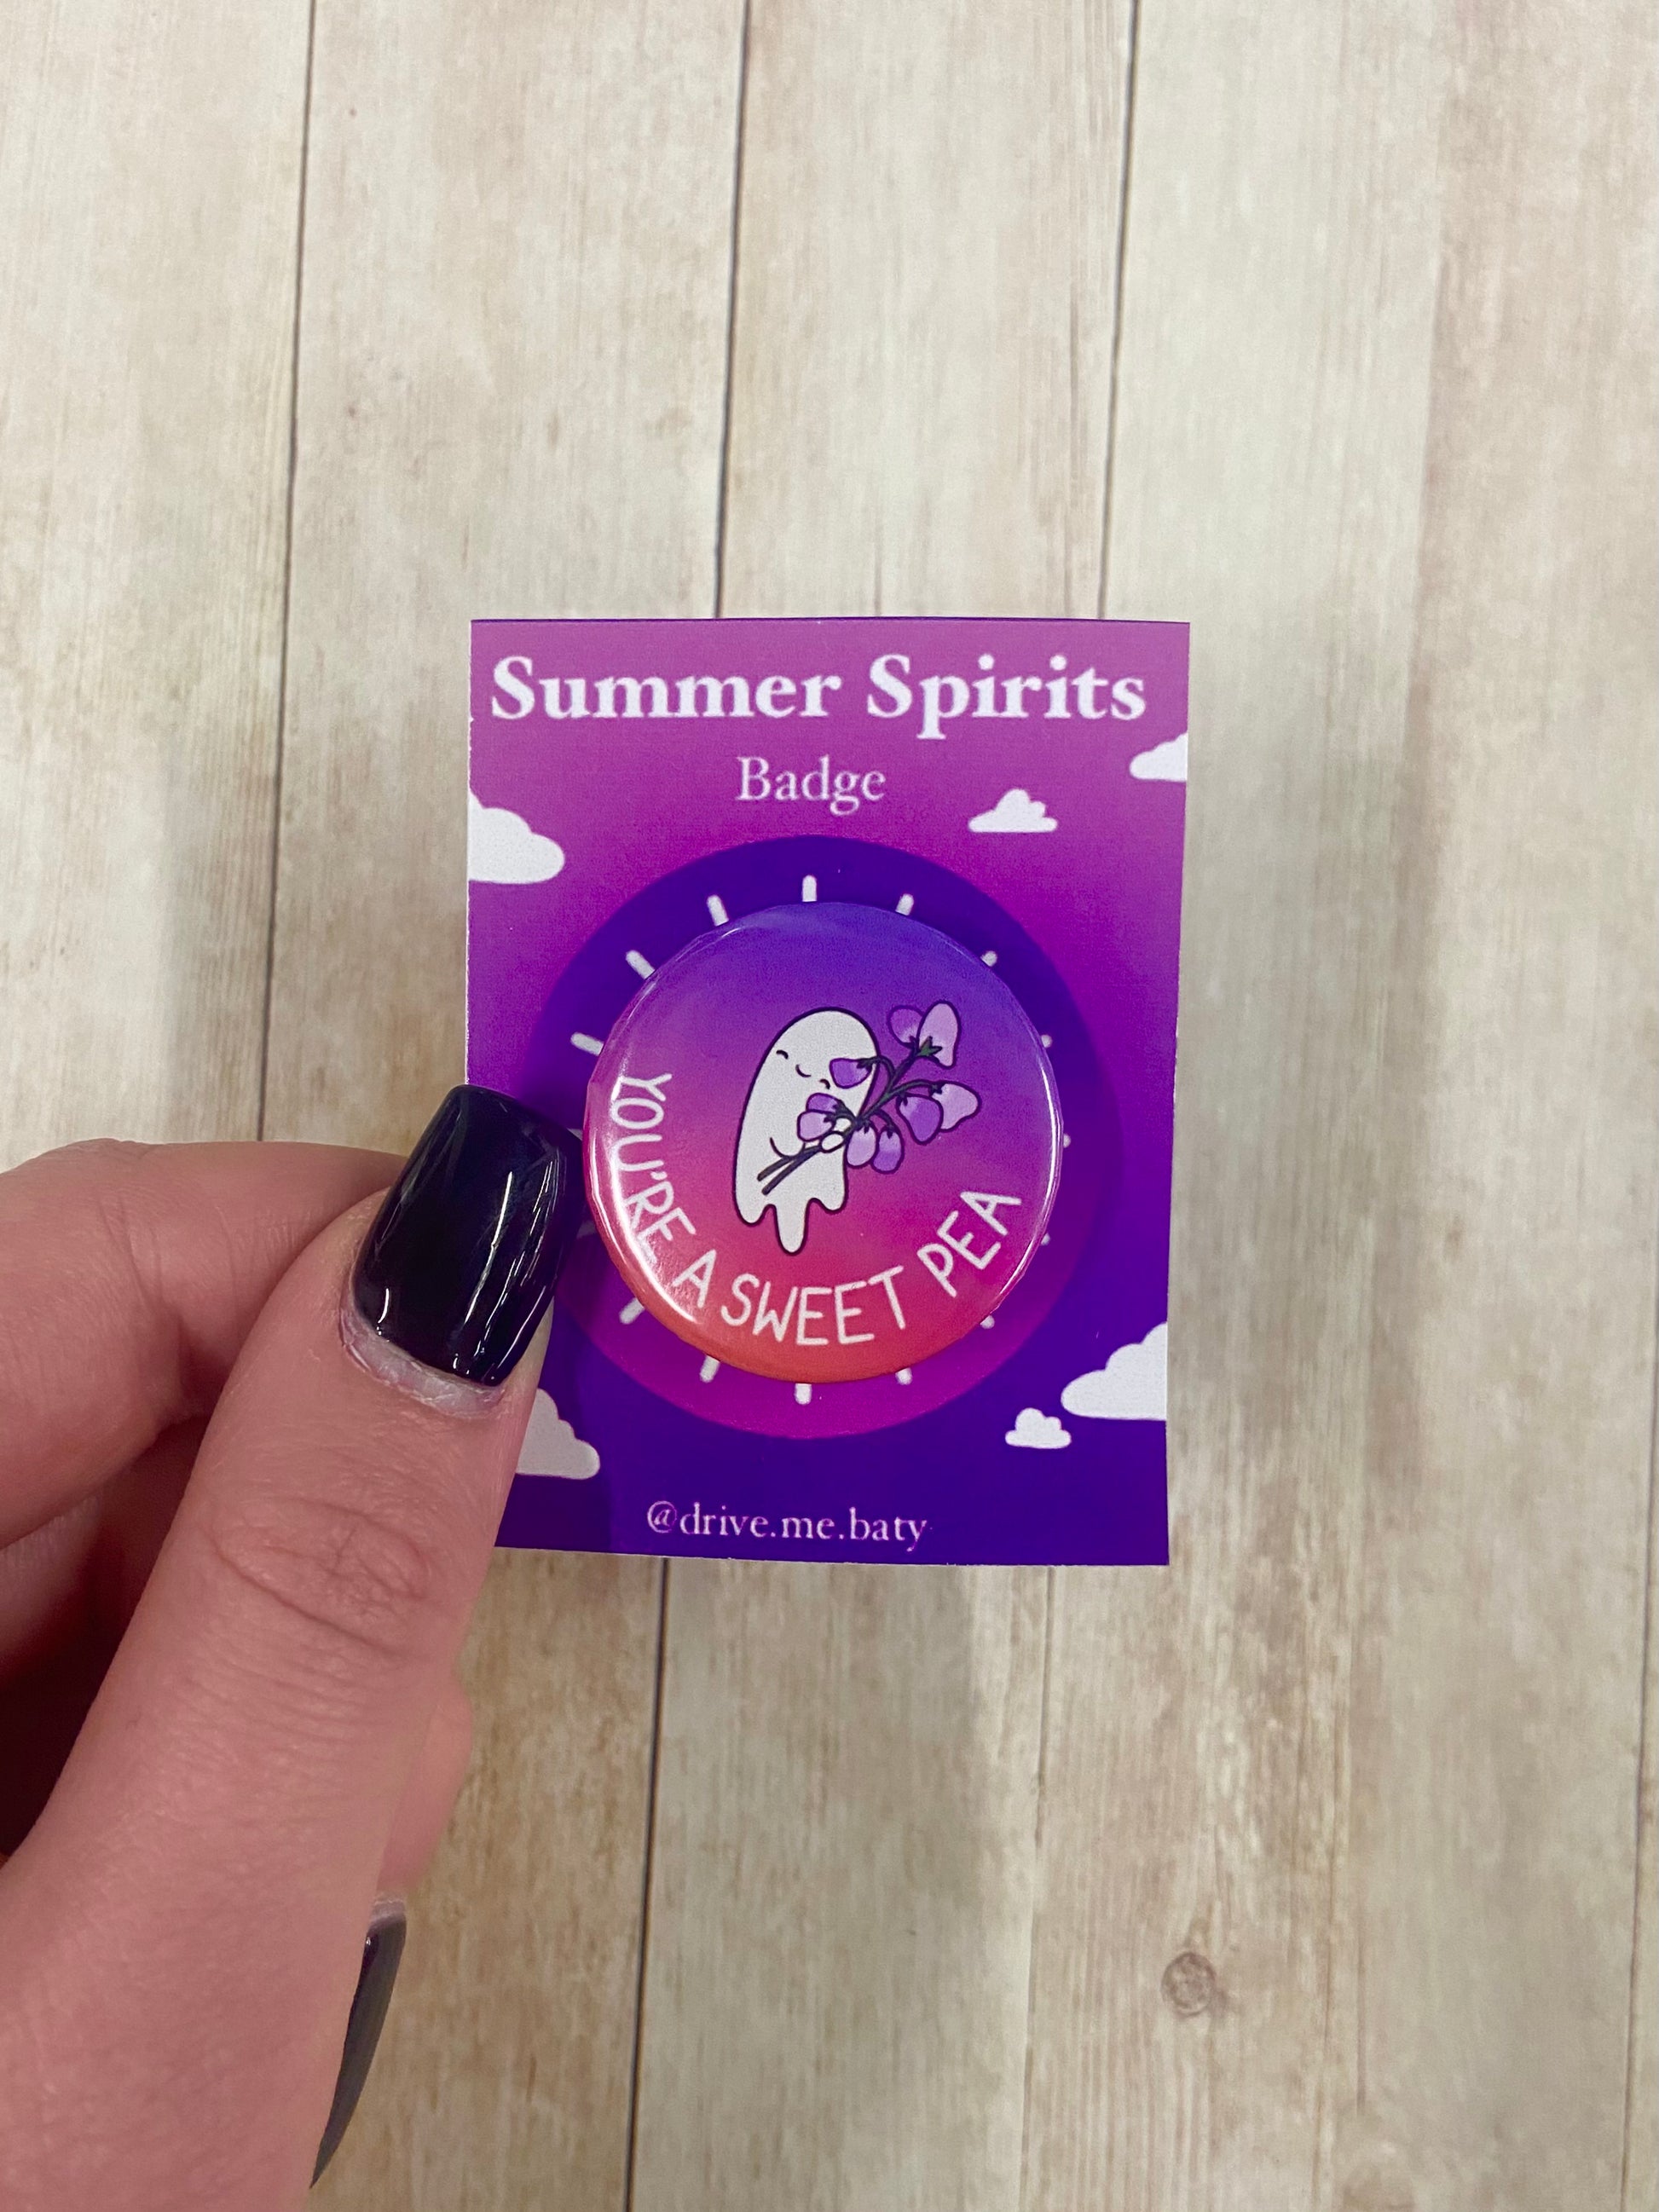 Summer Spirits
Badge
YOU'RE A SWEET PEA
@drive.me.baty